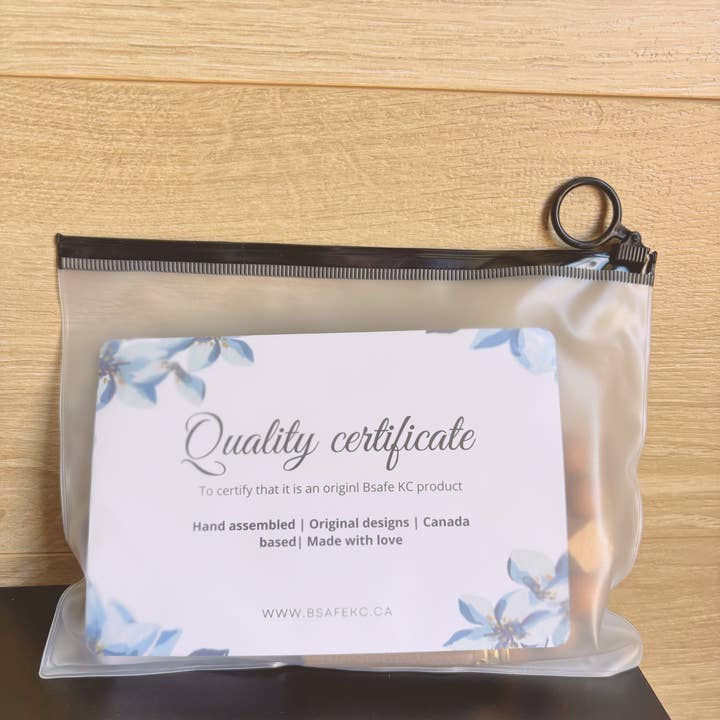 Quality certificate
To certify that it is an originl Bsafe KC product
Hand assembled | Original designs | Canada
based| Made with love
WWW.BSAFEKC.CA